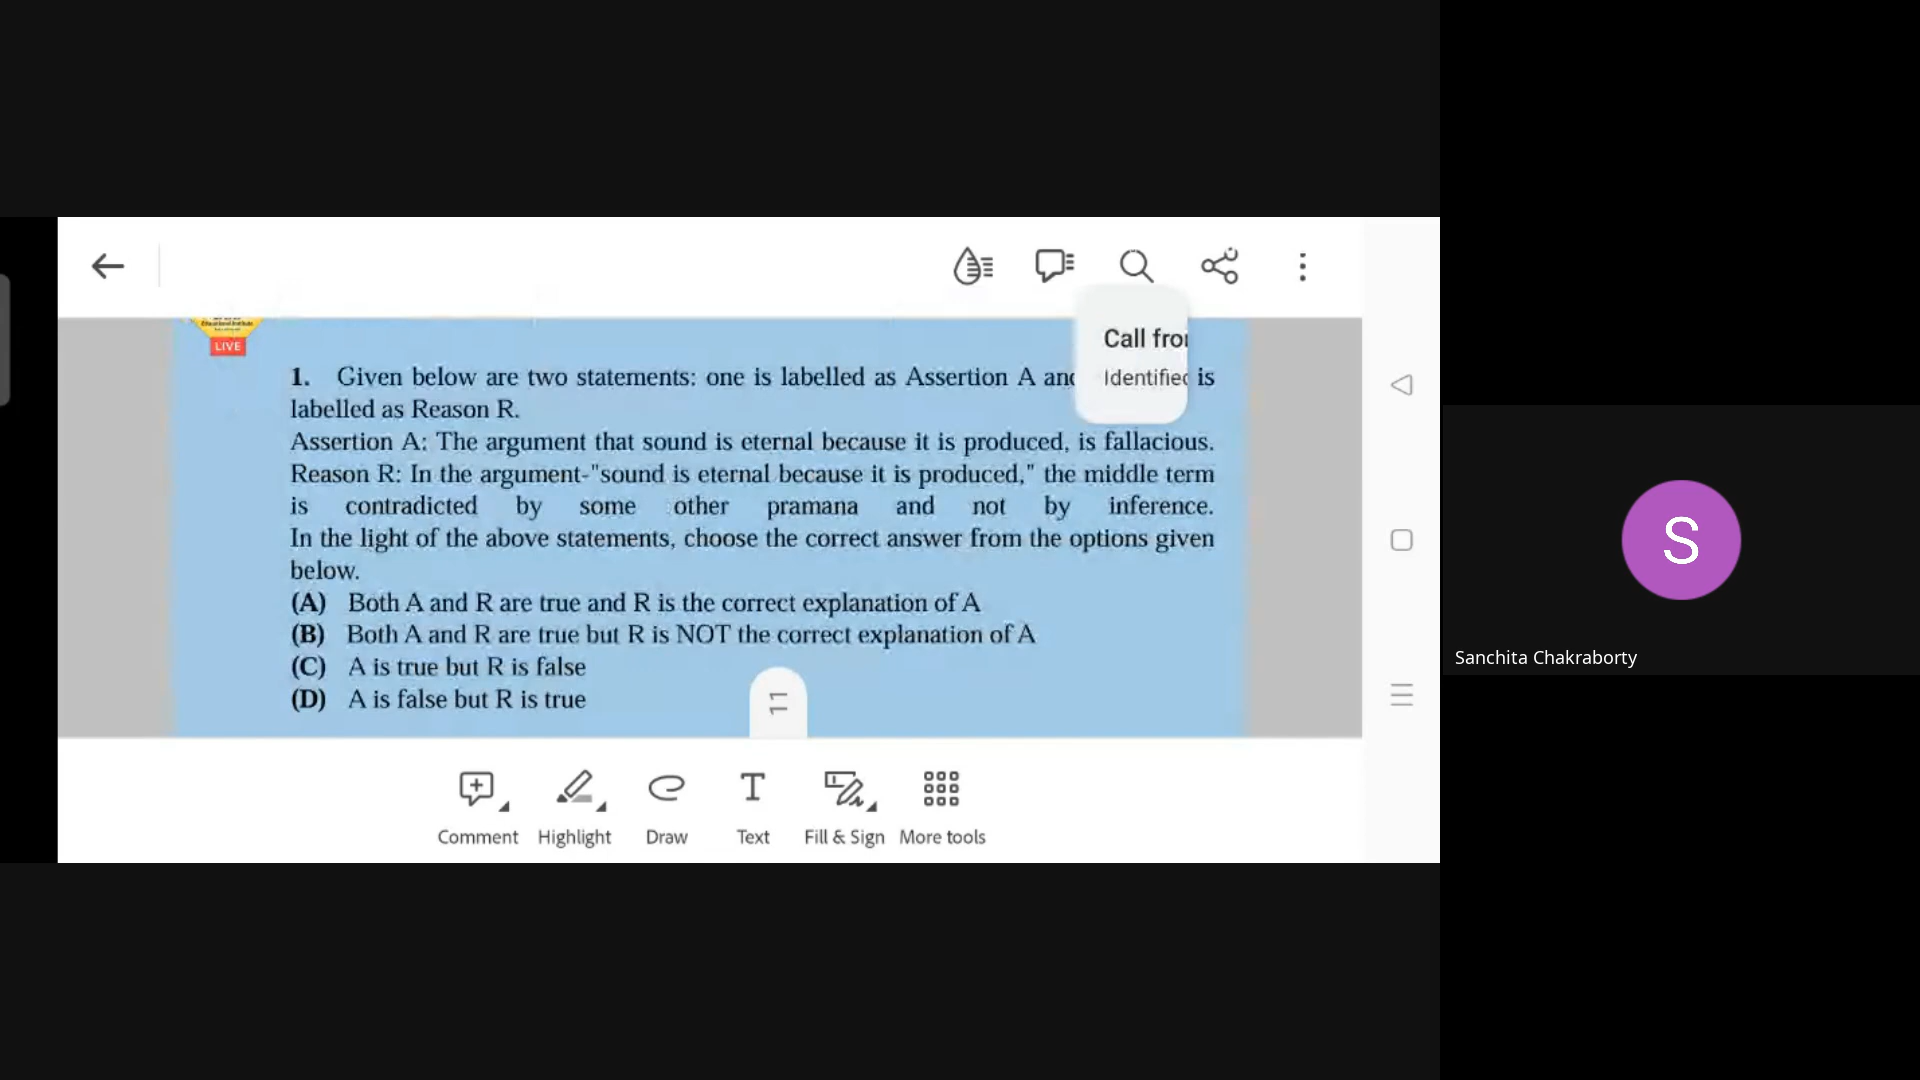 Call fro
Identified
LIVE
1. Given below are two statements: one is labelled as Assertion A and is
labelled as Reason R.
Assertion A: The argument that sound is eternal because it is produced, is fallacious.
Reason R: In the argument-"sound is eternal because it is produced," the middle term
is contradicted by some other pramana and not by inference.
In the light of the above statements, choose the correct answer from the options given
below.
(A) Both A and R are true and R is the correct explanation of A
(B) Both A and R are true but R is NOT the correct explanation of A
(C) A is true but R is false
(D) A is false but R is true
11
Comment Highlight Draw Text Fill & Sign More tools
S
Sanchita Chakraborty